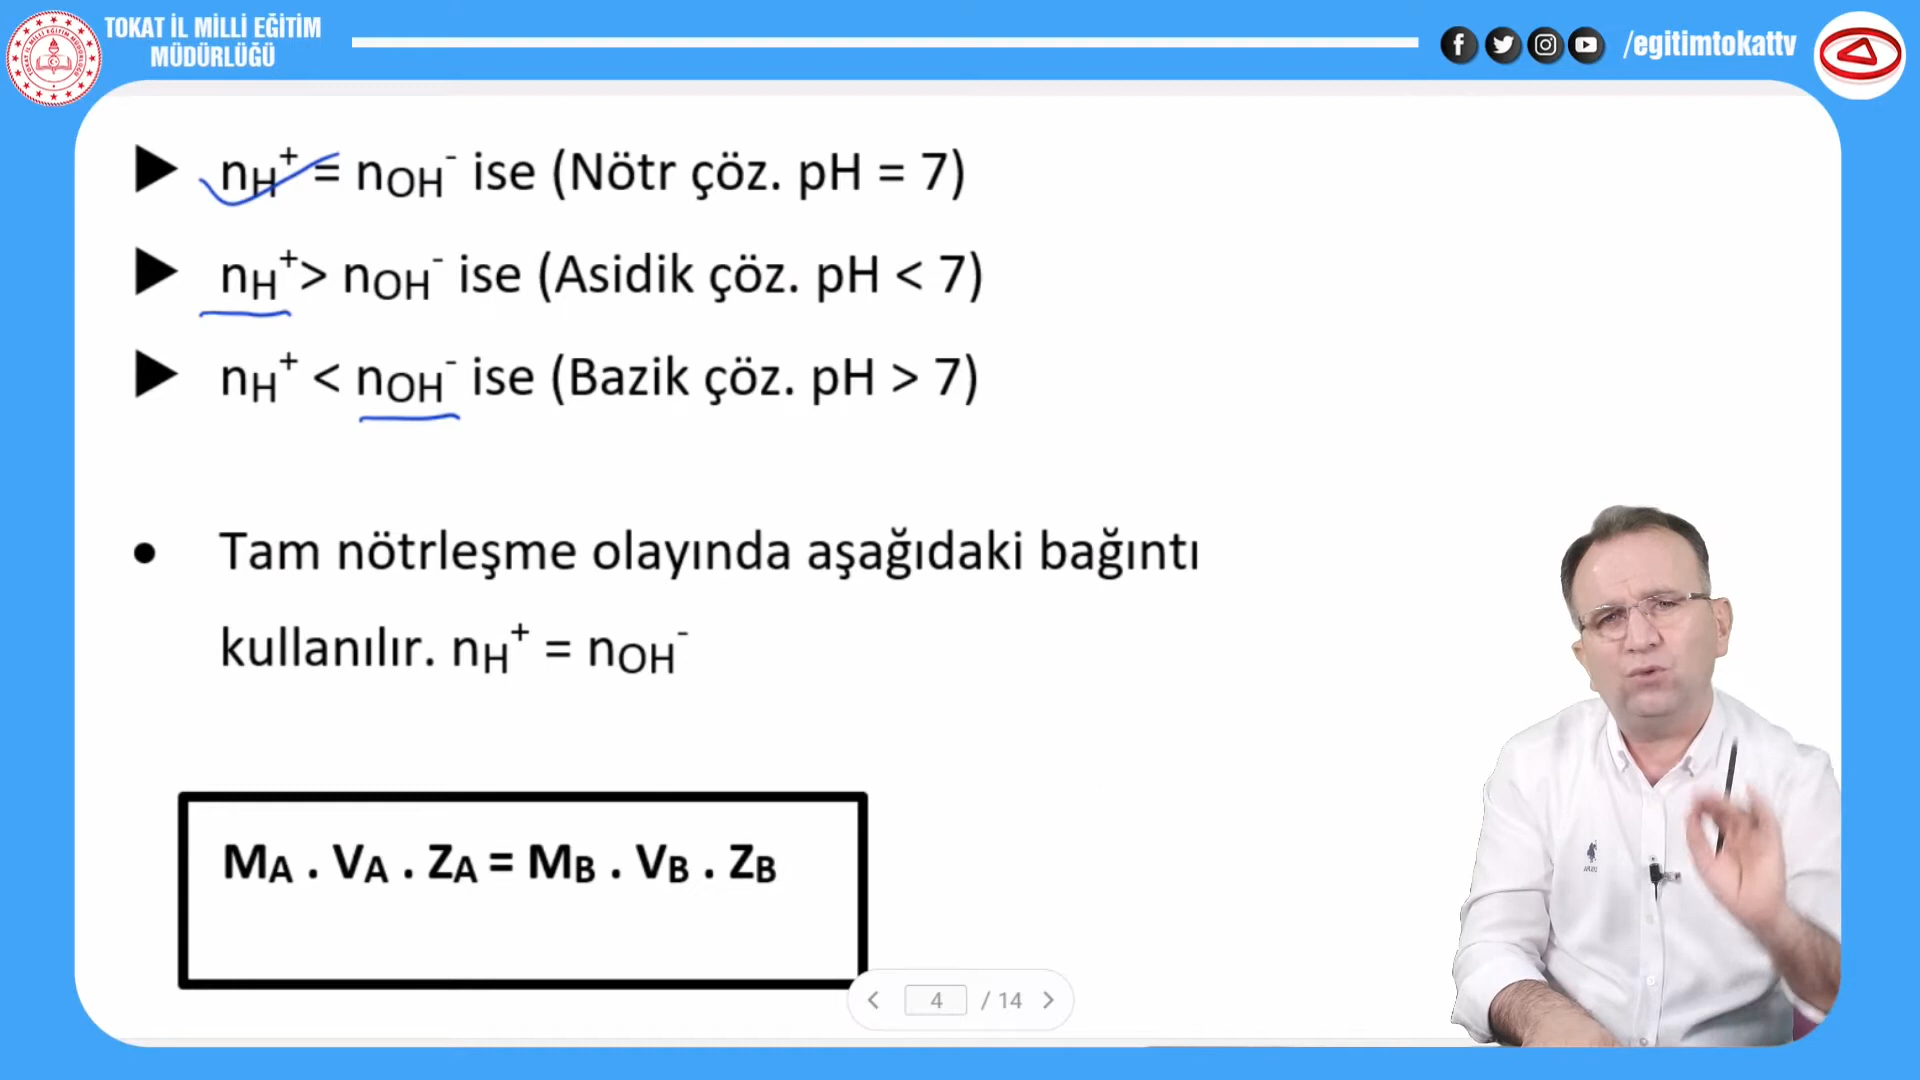 TOKAT İL MİLLİ EĞİTİM
MÜDÜRLÜĞÜ
/egitimtokattv
▶ nH⁺ = nOH⁻ ise (Nötr çöz. pH = 7)
▶ nH⁺> nOH⁻ ise (Asidik çöz. pH < 7)
▶ nH⁺ < nOH⁻ ise (Bazik çöz. pH > 7)
• Tam nötrleşme olayında aşağıdaki bağıntı
kullanılır. nH⁺ = nOH⁻
MA . VA . ZA = MB . VB . ZB
4 / 14